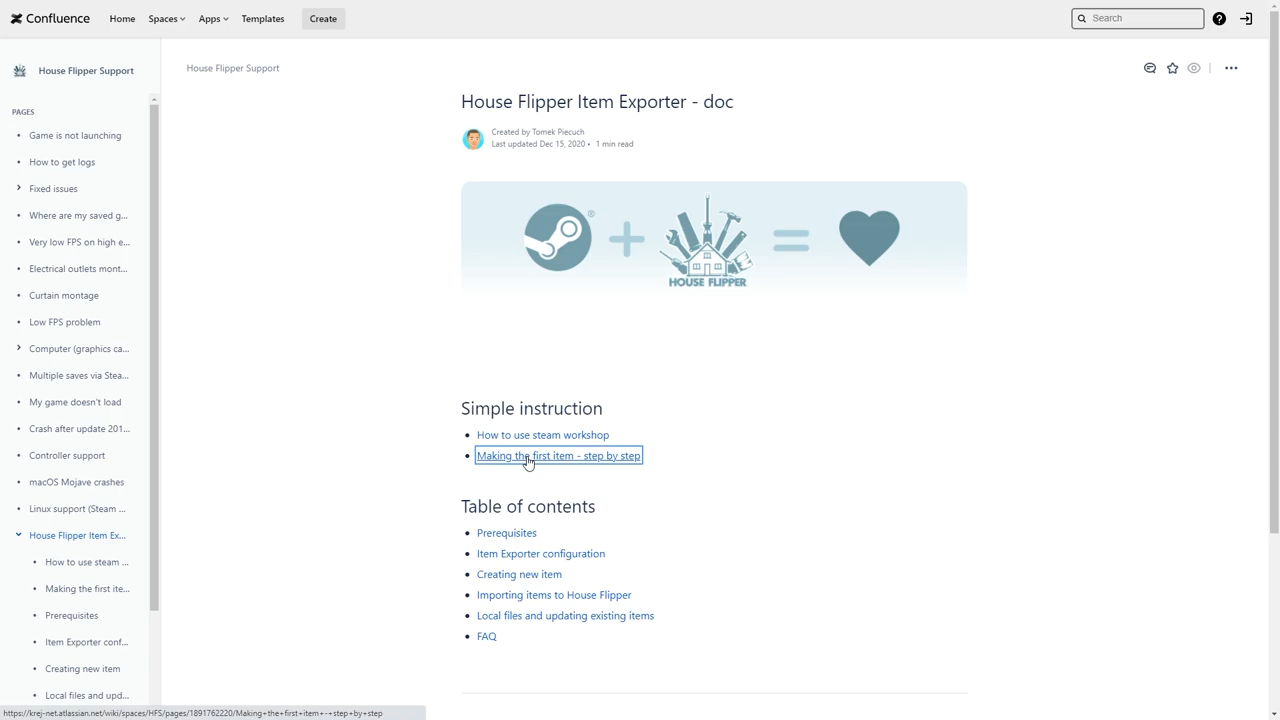 Confluence
Home
Spaces
Apps
Templates
Create
Search
House Flipper Support
PAGES
Game is not launching
How to get logs
Fixed issues
Where are my saved g...
Very low FPS on high e...
Electrical outlets mont...
Curtain montage
Low FPS problem
Computer (graphics ca...
Multiple saves via Stea...
My game doesn't load
Crash after update 201...
Controller support
macOS Mojave crashes
Linux support (Steam ...
House Flipper Item Ex...
How to use steam ...
Making the first ite...
Prerequisites
Item Exporter conf...
Creating new item
Local files and upd...
House Flipper Support
House Flipper Item Exporter - doc
Created by Tomek Piecuch
Last updated Dec 15, 2020 • 1 min read
®
HOUSE FLIPPER
Simple instruction
• How to use steam workshop
• Making the first item - step by step
Table of contents
• Prerequisites
• Item Exporter configuration
• Creating new item
• Importing items to House Flipper
• Local files and updating existing items
• FAQ
https://krej-net.atlassian.net/wiki/spaces/HFS/pages/1891762220/Making+the+first+item+-+step+by+step